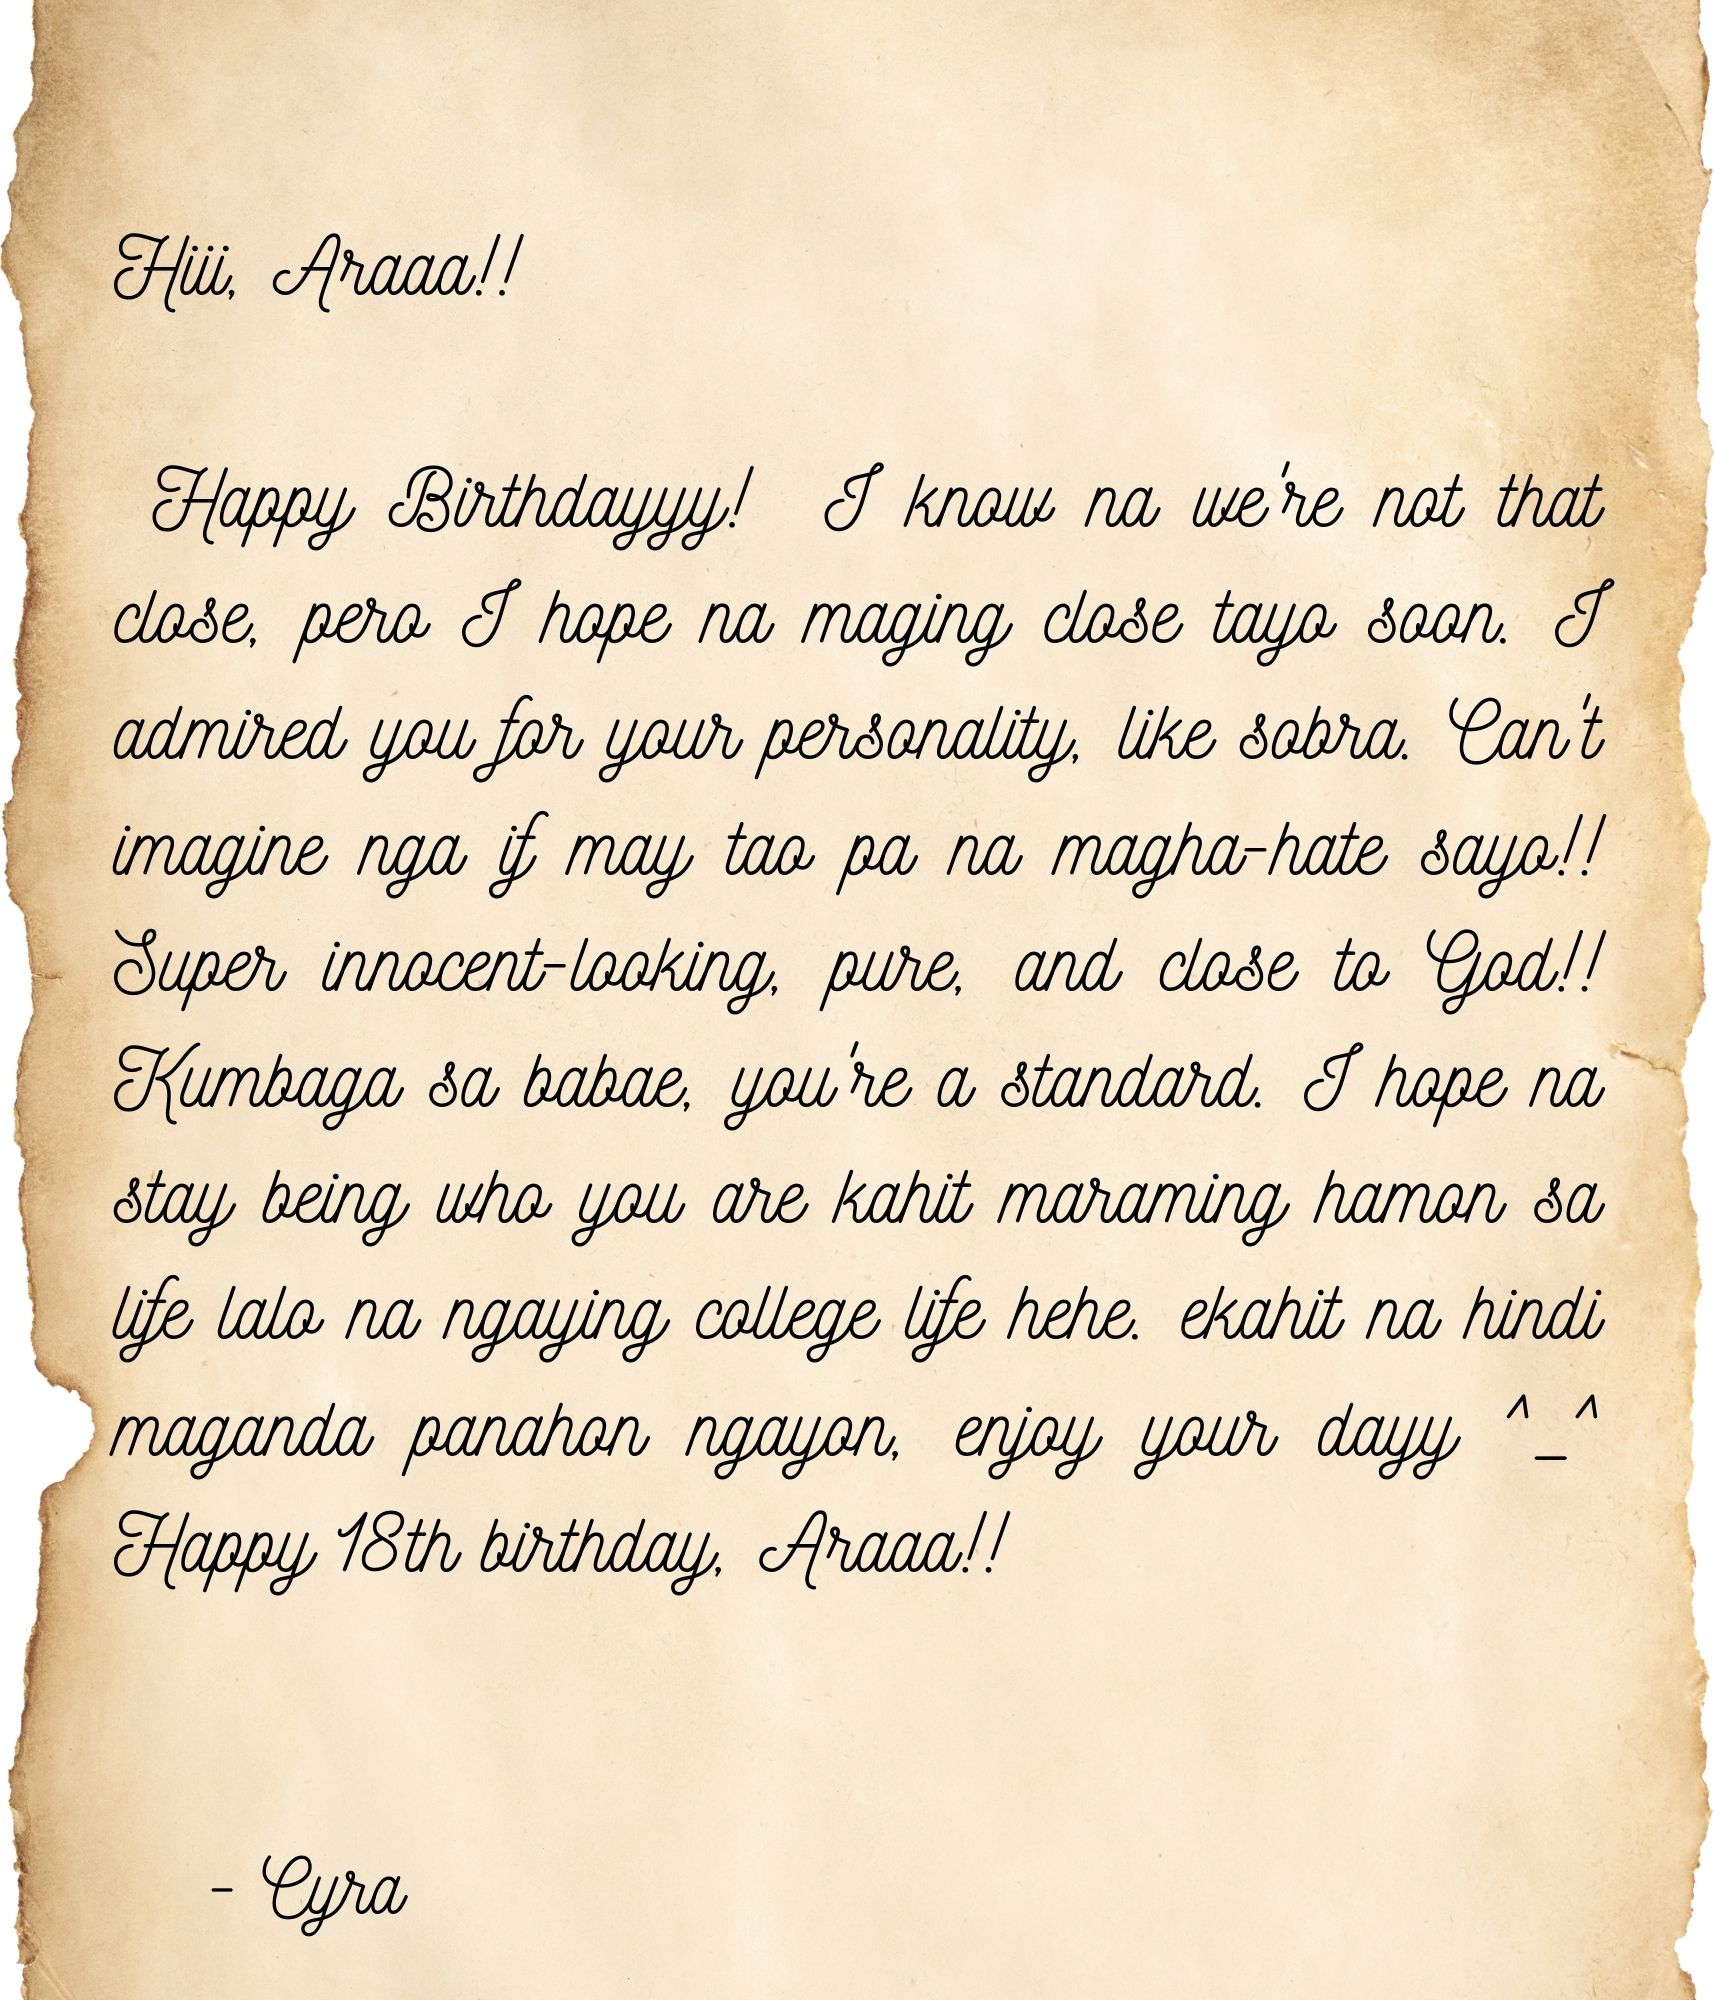 Hiii, Araaa!!
Happy Birthdayyy! I know na we're not that
close, pero I hope na maging close tayo soon. I
admired you for your personality, like sobra. Can't
imagine nga if may tao pa na magha-hate sayo!!
Super innocent-looking, pure, and close to God!!
Kumbaga sa babae, you're a standard. I hope na
stay being who you are kahit maraming hamon sa
life lalo na ngaying college life hehe. ekahit na hindi
maganda panahon ngayon, enjoy your dayy ^_^
Happy 18th birthday, Araaa!!
- Cyra